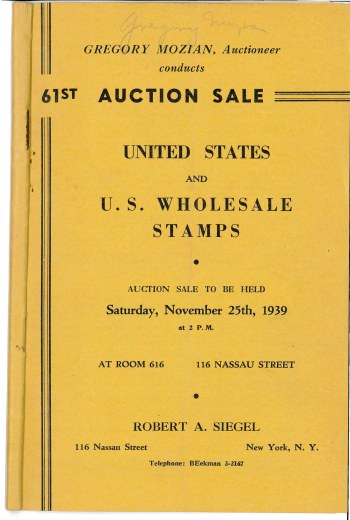 Gregory Mozian
GREGORY MOZIAN, Auctioneer
conducts
61ST AUCTION SALE
UNITED STATES
AND
U. S. WHOLESALE
STAMPS
•
AUCTION SALE TO BE HELD
Saturday, November 25th, 1939
at 2 P. M.
AT ROOM 616 116 NASSAU STREET
•
ROBERT A. SIEGEL
116 Nassau Street New York, N. Y.
Telephone: BEekman 3-2167